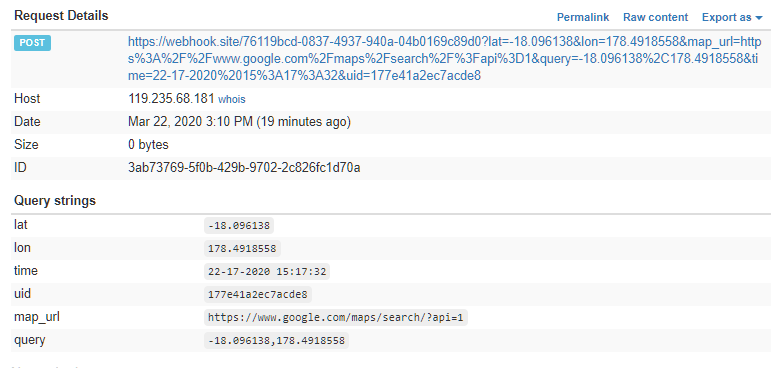 Request Details Permalink Raw content Export as
POST https://webhook.site/76119bcd-0837-4937-940a-04b0169c89d0?lat=-18.096138&lon=178.4918558&map_url=http
s%3A%2F%2Fwww.google.com%2Fmaps%2Fsearch%2F%3Fapi%3D1&query=-18.096138%2C178.4918558&ti
me=22-17-2020%2015%3A17%3A32&uid=177e41a2ec7acde8
Host 119.235.68.181 whois
Date Mar 22, 2020 3:10 PM (19 minutes ago)
Size 0 bytes
ID 3ab73769-5f0b-429b-9702-2c826fc1d70a
Query strings
lat -18.096138
lon 178.4918558
time 22-17-2020 15:17:32
uid 177e41a2ec7acde8
map_url https://www.google.com/maps/search/?api=1
query -18.096138,178.4918558